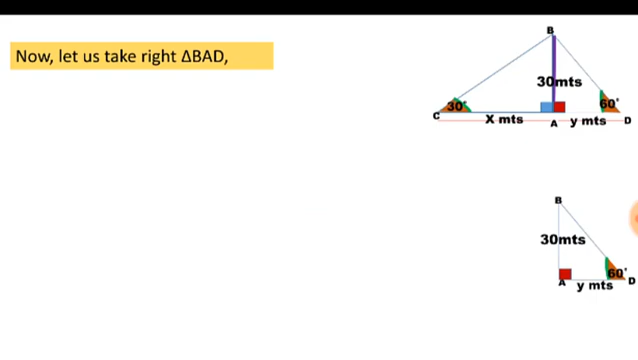 Now, let us take right ΔBAD,
B
30mts
30°
60°
C
X mts
A
y mts
D
B
30mts
60°
A
y mts
D